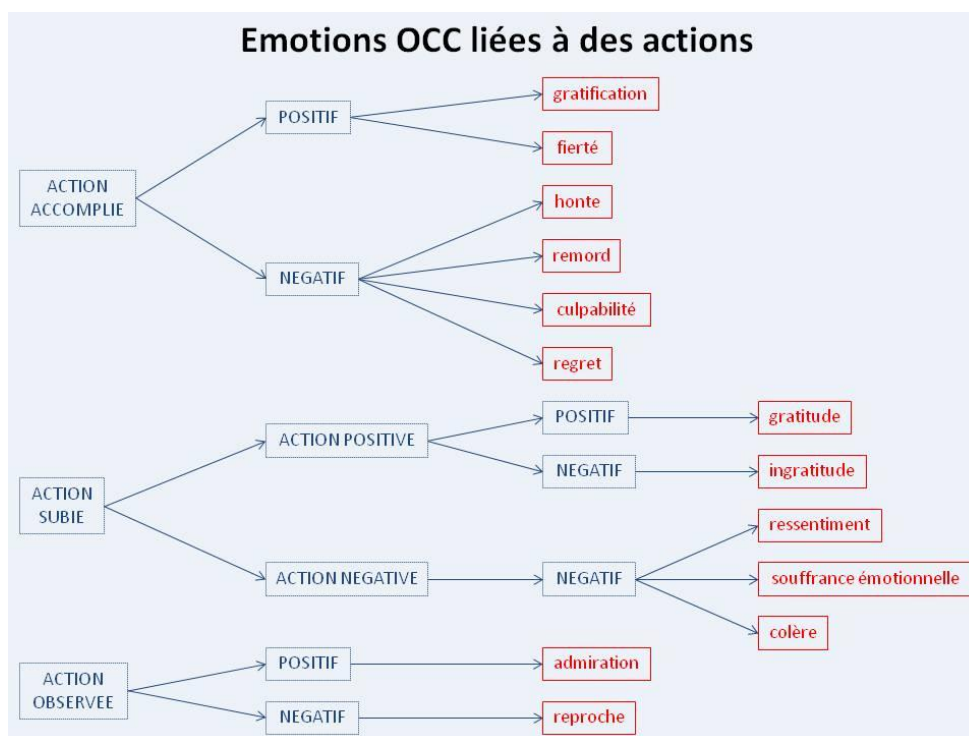 Emotions OCC liées à des actions
gratification
POSITIF
fierté
ACTION
ACCOMPLIE
honte
remord
NEGATIF
culpabilité
regret
POSITIF
gratitude
ACTION POSITIVE
NEGATIF
ingratitude
ACTION
SUBIE
ressentiment
ACTION NEGATIVE
NEGATIF
souffrance émotionnelle
colère
POSITIF
admiration
ACTION
OBSERVEE
NEGATIF
reproche